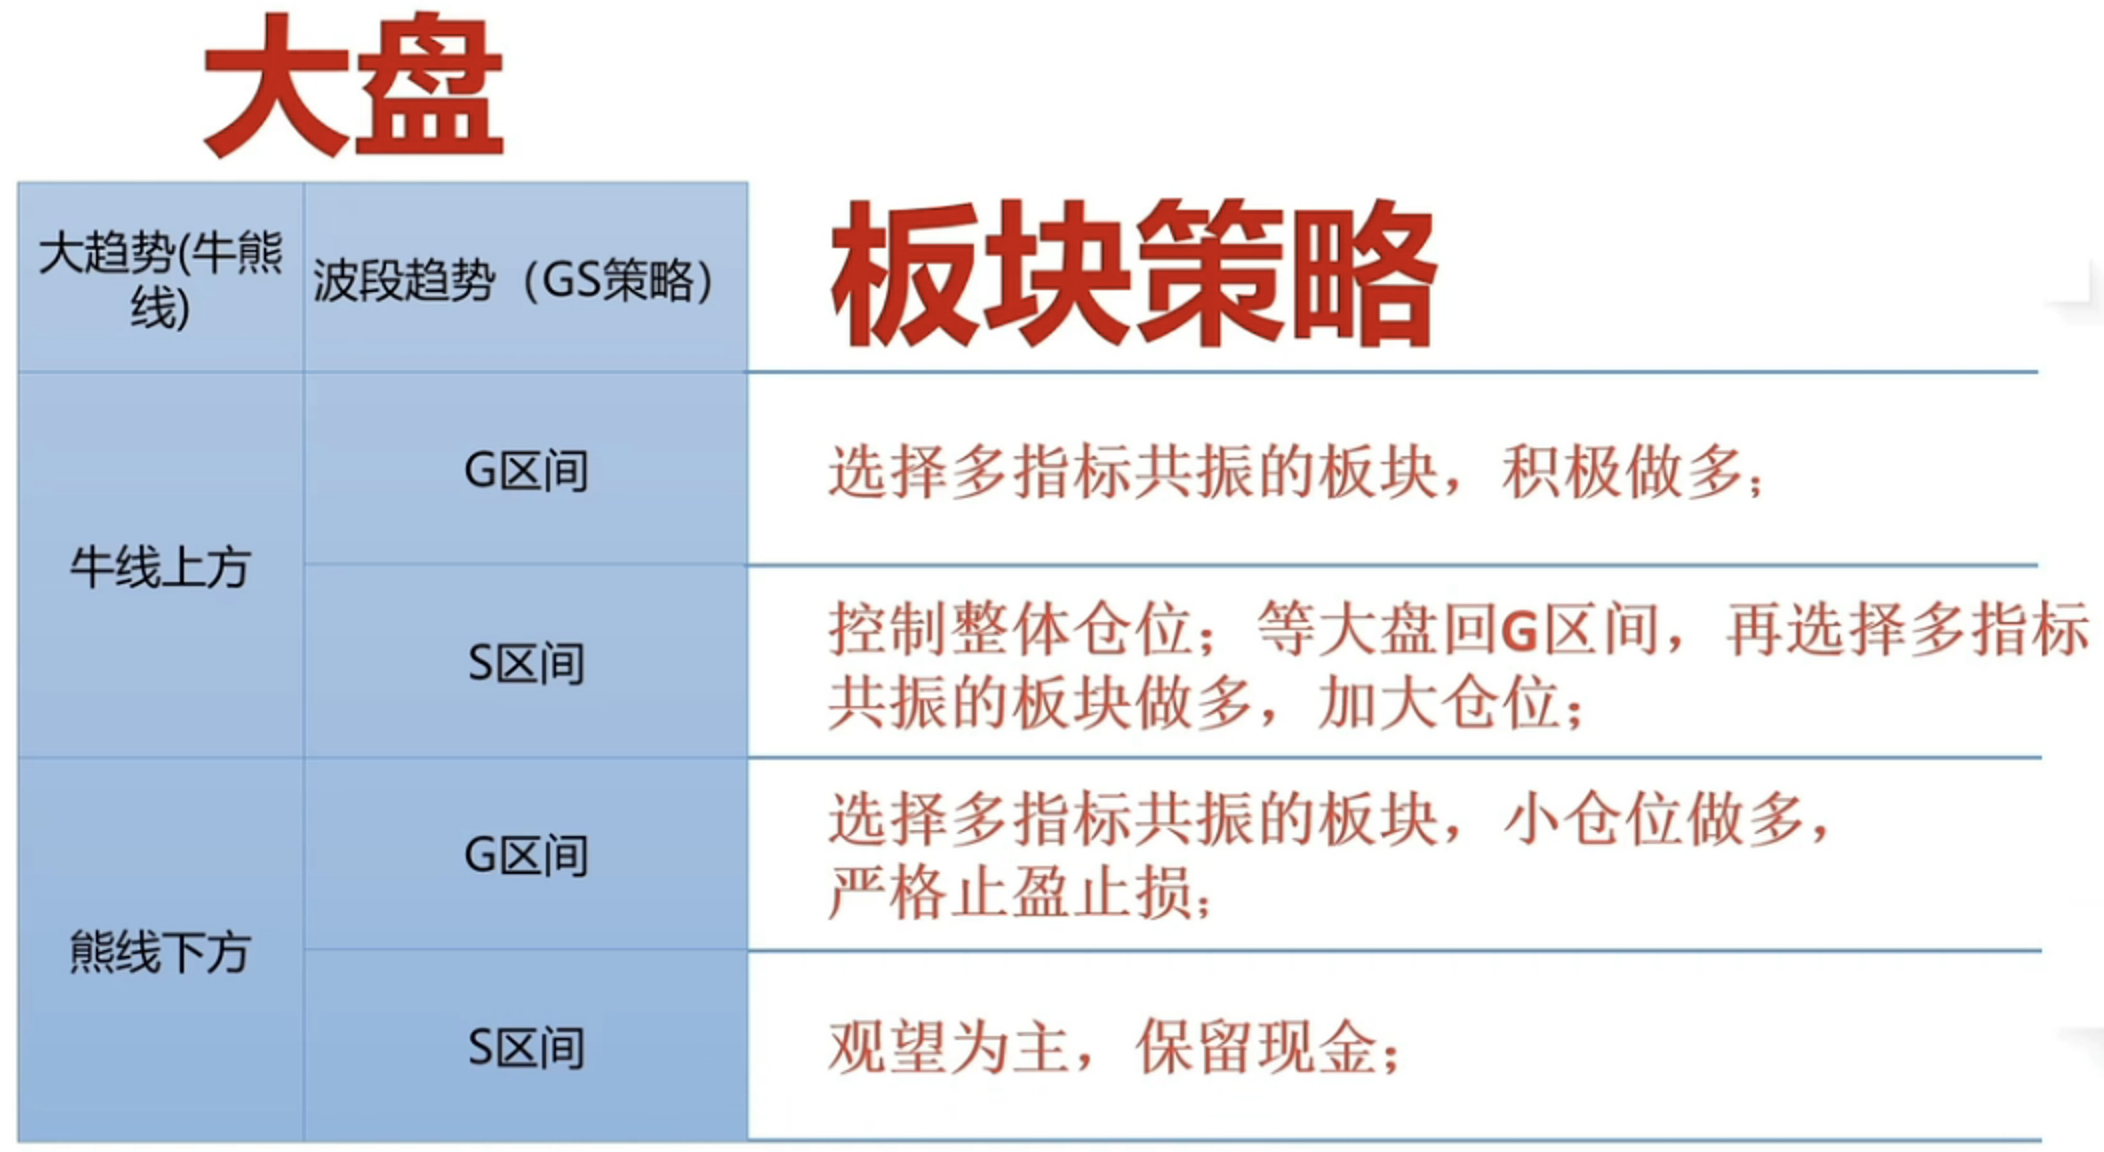 大盘
板块策略
大趋势(牛熊
线)
波段趋势（GS策略）
牛线上方
G区间
选择多指标共振的板块，积极做多；
S区间
控制整体仓位；等大盘回G区间，再选择多指标
共振的板块做多，加大仓位；
熊线下方
G区间
选择多指标共振的板块，小仓位做多，
严格止盈止损；
S区间
观望为主，保留现金；